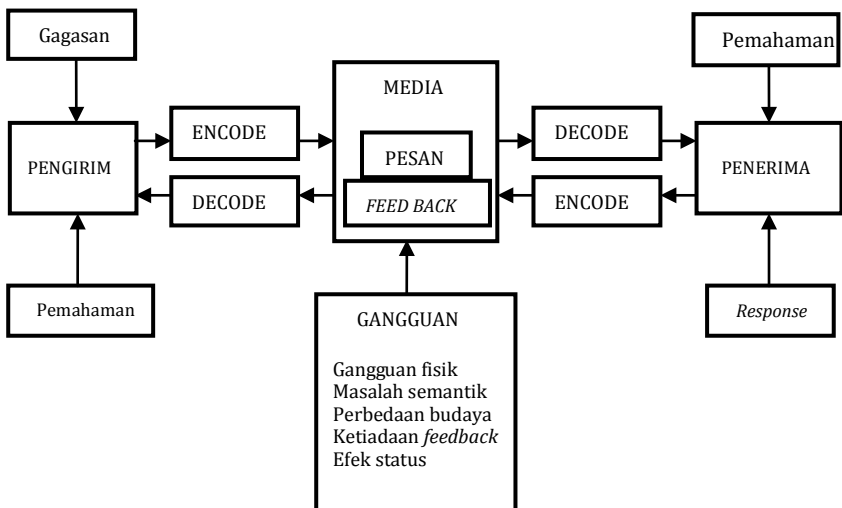 Gagasan
Pemahaman
MEDIA
ENCODE
DECODE
PENGIRIM
PESAN
PENERIMA
DECODE
FEED BACK
ENCODE
Pemahaman
Response
GANGGUAN
Gangguan fisik
Masalah semantik
Perbedaan budaya
Ketiadaan feedback
Efek status